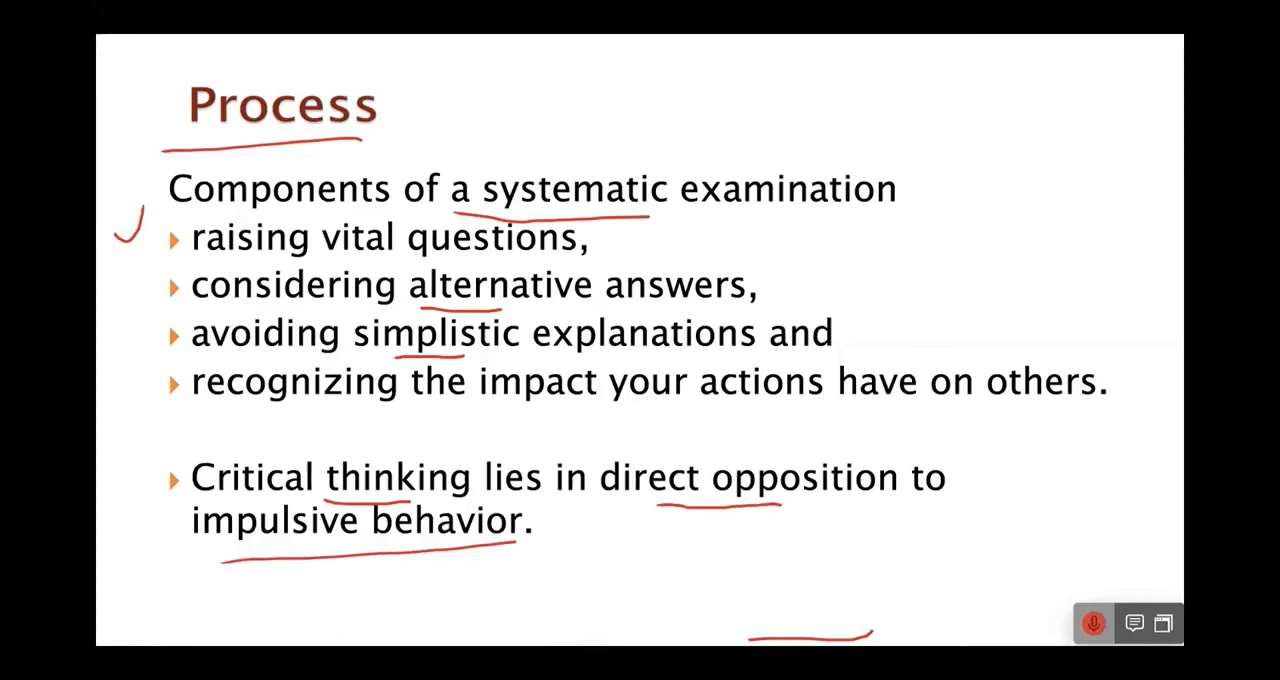 Process
Components of a systematic examination
raising vital questions,
considering alternative answers,
avoiding simplistic explanations and
recognizing the impact your actions have on others.
Critical thinking lies in direct opposition to
impulsive behavior.